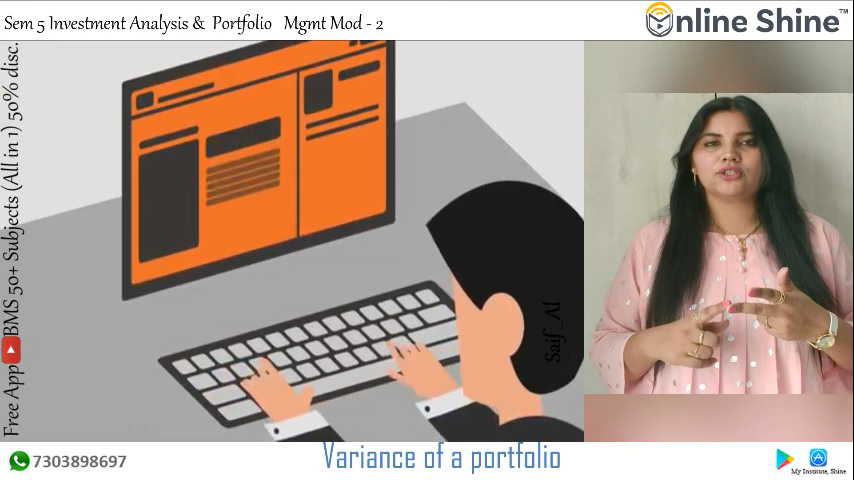 Sem 5 Investment Analysis & Portfolio Mgmt Mod - 2
Online Shine™
Free App BMS 50+ Subjects (All in 1) 50% disc.
Saif_Al
7303898697
Variance of a portfolio
My Institute, Shine